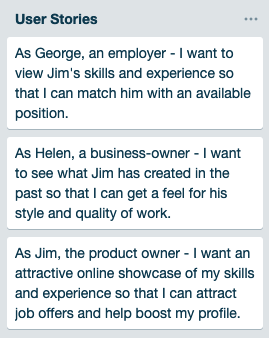 User Stories
As George, an employer - I want to
view Jim's skills and experience so
that I can match him with an available
position.
As Helen, a business-owner - I want
to see what Jim has created in the
past so that I can get a feel for his
style and quality of work.
As Jim, the product owner - I want an
attractive online showcase of my skills
and experience so that I can attract
job offers and help boost my profile.